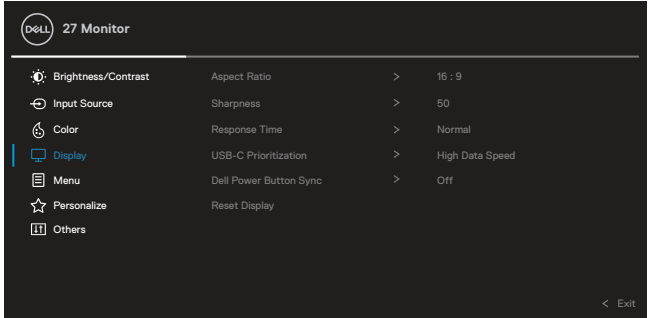 DELL 27 Monitor
Brightness/Contrast Aspect Ratio > 16 : 9
Input Source Sharpness > 50
Color Response Time > Normal
Display USB-C Prioritization > High Data Speed
Menu Dell Power Button Sync > Off
Personalize Reset Display
Others
< Exit